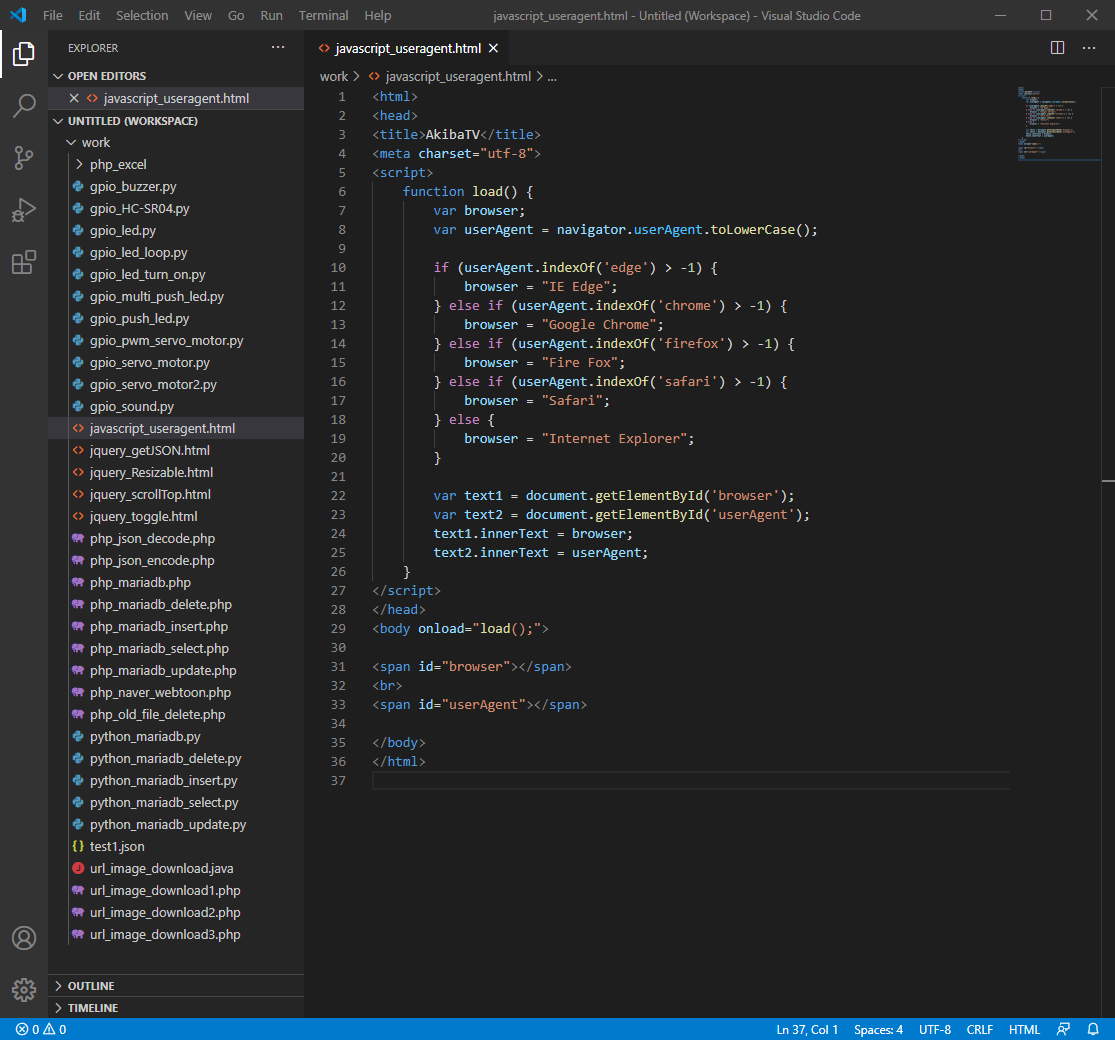 File Edit Selection View Go Run Terminal Help javascript_useragent.html - Untitled (Workspace) - Visual Studio Code
EXPLORER
OPEN EDITORS
javascript_useragent.html
UNTITLED (WORKSPACE)
work
php_excel
gpio_buzzer.py
gpio_HC-SR04.py
gpio_led.py
gpio_led_loop.py
gpio_led_turn_on.py
gpio_multi_push_led.py
gpio_push_led.py
gpio_pwm_servo_motor.py
gpio_servo_motor.py
gpio_servo_motor2.py
gpio_sound.py
javascript_useragent.html
jquery_getJSON.html
jquery_Resizable.html
jquery_scrollTop.html
jquery_toggle.html
php_json_decode.php
php_json_encode.php
php_mariadb.php
php_mariadb_delete.php
php_mariadb_insert.php
php_mariadb_select.php
php_mariadb_update.php
php_naver_webtoon.php
php_old_file_delete.php
python_mariadb.py
python_mariadb_delete.py
python_mariadb_insert.py
python_mariadb_select.py
python_mariadb_update.py
test1.json
url_image_download.java
url_image_download1.php
url_image_download2.php
url_image_download3.php
OUTLINE
TIMELINE
javascript_useragent.html
work > javascript_useragent.html > ...
1 <html>
2 <head>
3 <title>AkibaTV</title>
4 <meta charset="utf-8">
5 <script>
6     function load() {
7         var browser;
8         var userAgent = navigator.userAgent.toLowerCase();
9
10         if (userAgent.indexOf('edge') > -1) {
11             browser = "IE Edge";
12         } else if (userAgent.indexOf('chrome') > -1) {
13             browser = "Google Chrome";
14         } else if (userAgent.indexOf('firefox') > -1) {
15             browser = "Fire Fox";
16         } else if (userAgent.indexOf('safari') > -1) {
17             browser = "Safari";
18         } else {
19             browser = "Internet Explorer";
20         }
21
22         var text1 = document.getElementById('browser');
23         var text2 = document.getElementById('userAgent');
24         text1.innerText = browser;
25         text2.innerText = userAgent;
26     }
27 </script>
28 </head>
29 <body onload="load();">
30
31 <span id="browser"></span>
32 <br>
33 <span id="userAgent"></span>
34
35 </body>
36 </html>
37
0 0 Ln 37, Col 1 Spaces: 4 UTF-8 CRLF HTML